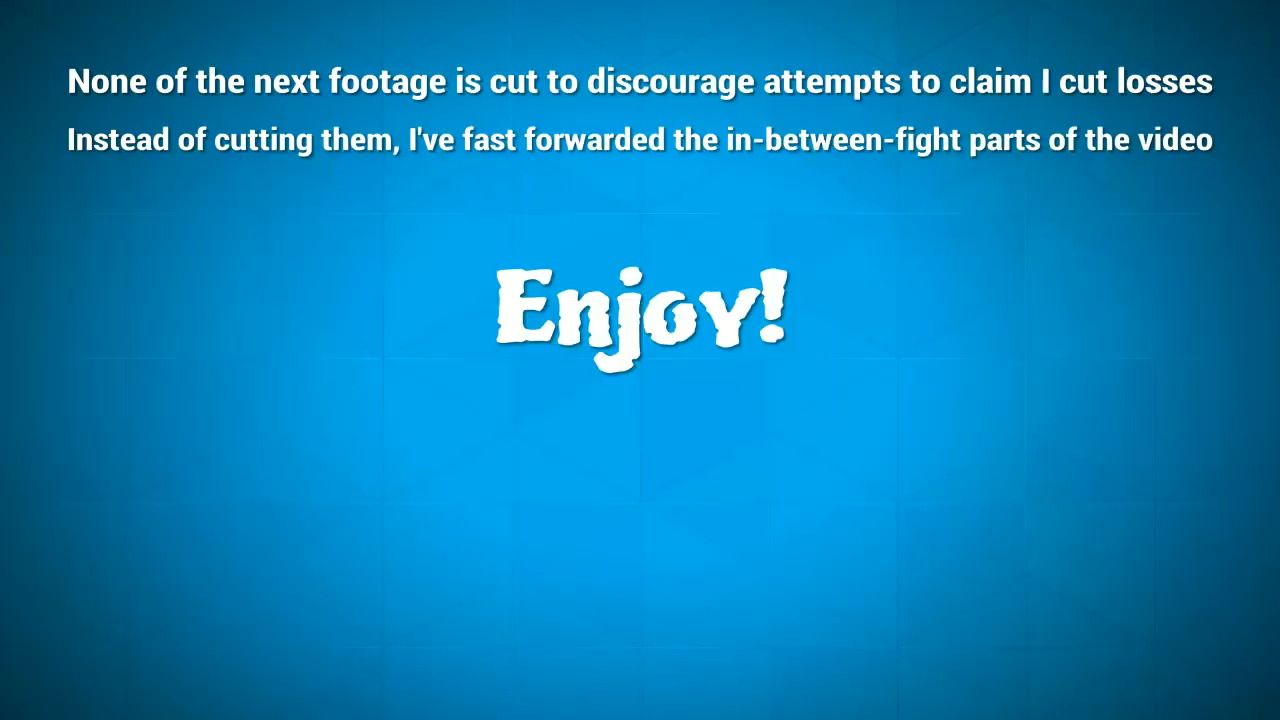 None of the next footage is cut to discourage attempts to claim I cut losses
Instead of cutting them, I've fast forwarded the in-between-fight parts of the video
Enjoy!